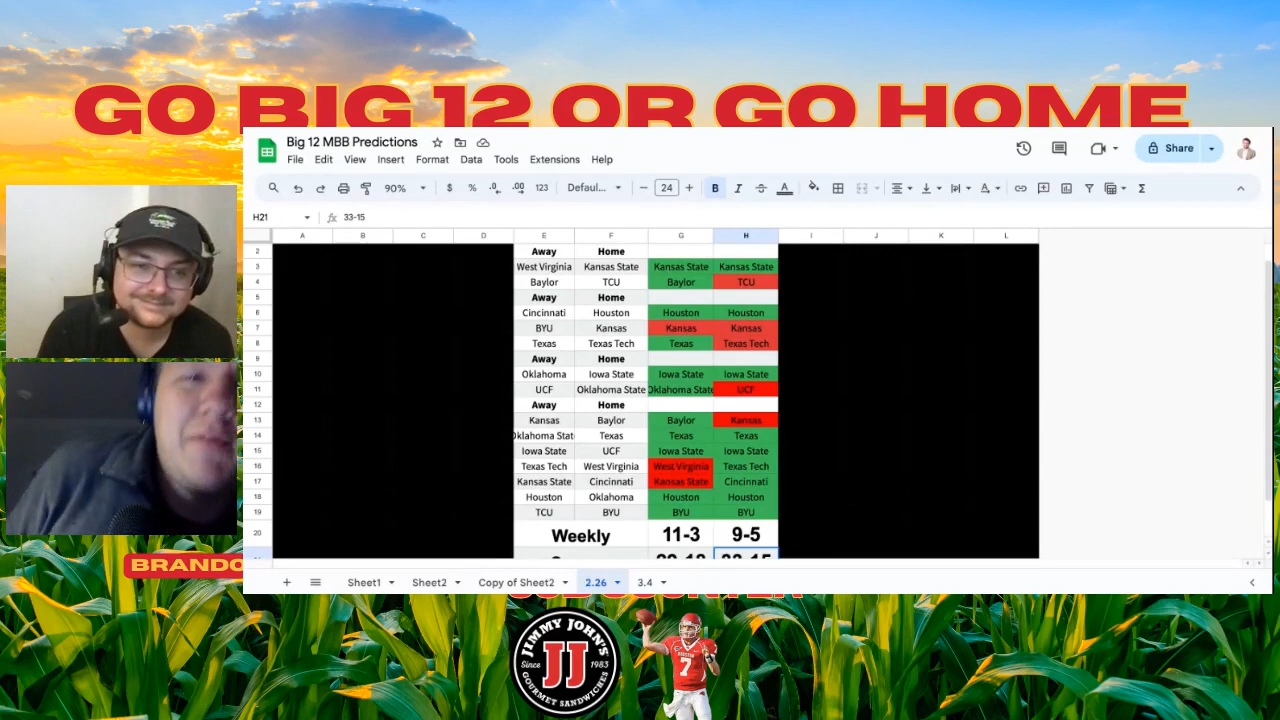 GO BIG 12 OR GO HOME
Big 12 MBB Predictions
File Edit View Insert Format Data Tools Extensions Help
Share
90% $ % .0 .00 123 Defaul... 24 B I A
H21 fx 33-15
A B C D E F G H I J K L
2 Away Home
3 West Virginia Kansas State Kansas State Kansas State
4 Baylor TCU Baylor TCU
5 Away Home
6 Cincinnati Houston Houston Houston
7 BYU Kansas Kansas Kansas
8 Texas Texas Tech Texas Texas Tech
9 Away Home
10 Oklahoma Iowa State Iowa State Iowa State
11 UCF Oklahoma State Oklahoma State UCF
12 Away Home
13 Kansas Baylor Baylor Kansas
14 Oklahoma Stat Texas Texas Texas
15 Iowa State UCF Iowa State Iowa State
16 Texas Tech West Virginia West Virginia Texas Tech
17 Kansas State Cincinnati Kansas State Cincinnati
18 Houston Oklahoma Houston Houston
19 TCU BYU BYU BYU
20 Weekly 11-3 9-5
Sheet1 Sheet2 Copy of Sheet2 2.26 3.4
BRANDO
JIMMY JOHN'S
Since JJ 1983
GOURMET SANDWICHES
HOUSTON
7